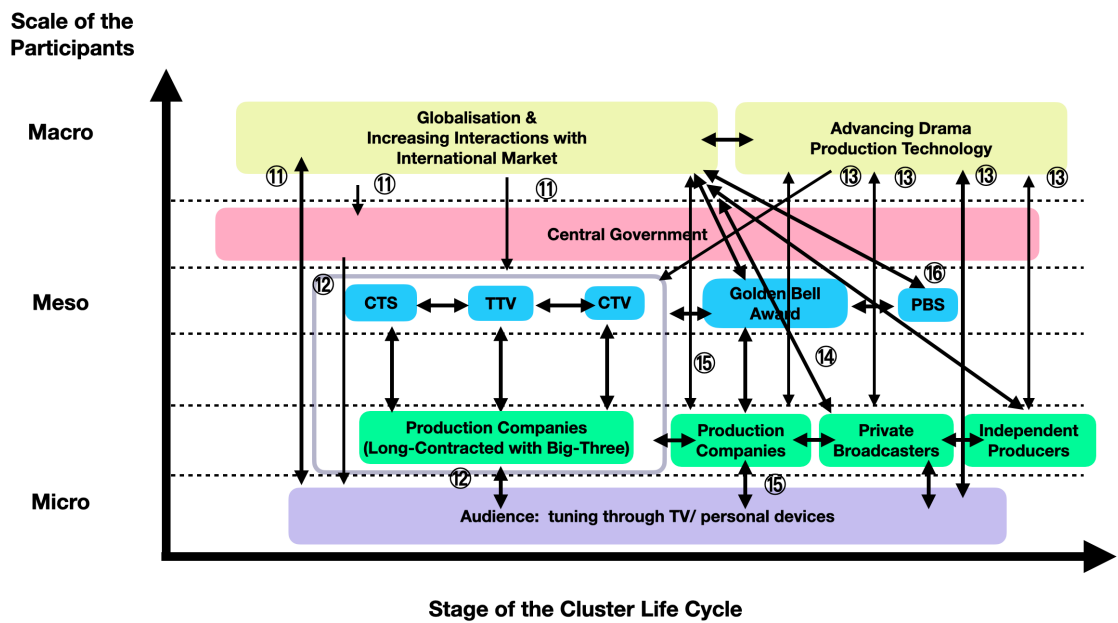 Scale of the
Participants
Macro
Globalisation &
Increasing Interactions with
International Market
Advancing Drama
Production Technology
⑪
⑪
⑪
⑬
⑬
⑬
⑬
Central Government
⑫
Meso
CTS
TTV
CTV
Golden Bell
Award
⑯
PBS
⑮
⑭
Production Companies
(Long-Contracted with Big-Three)
Production
Companies
Private
Broadcasters
Independent
Producers
⑫
⑮
Micro
Audience: tuning through TV/ personal devices
Stage of the Cluster Life Cycle